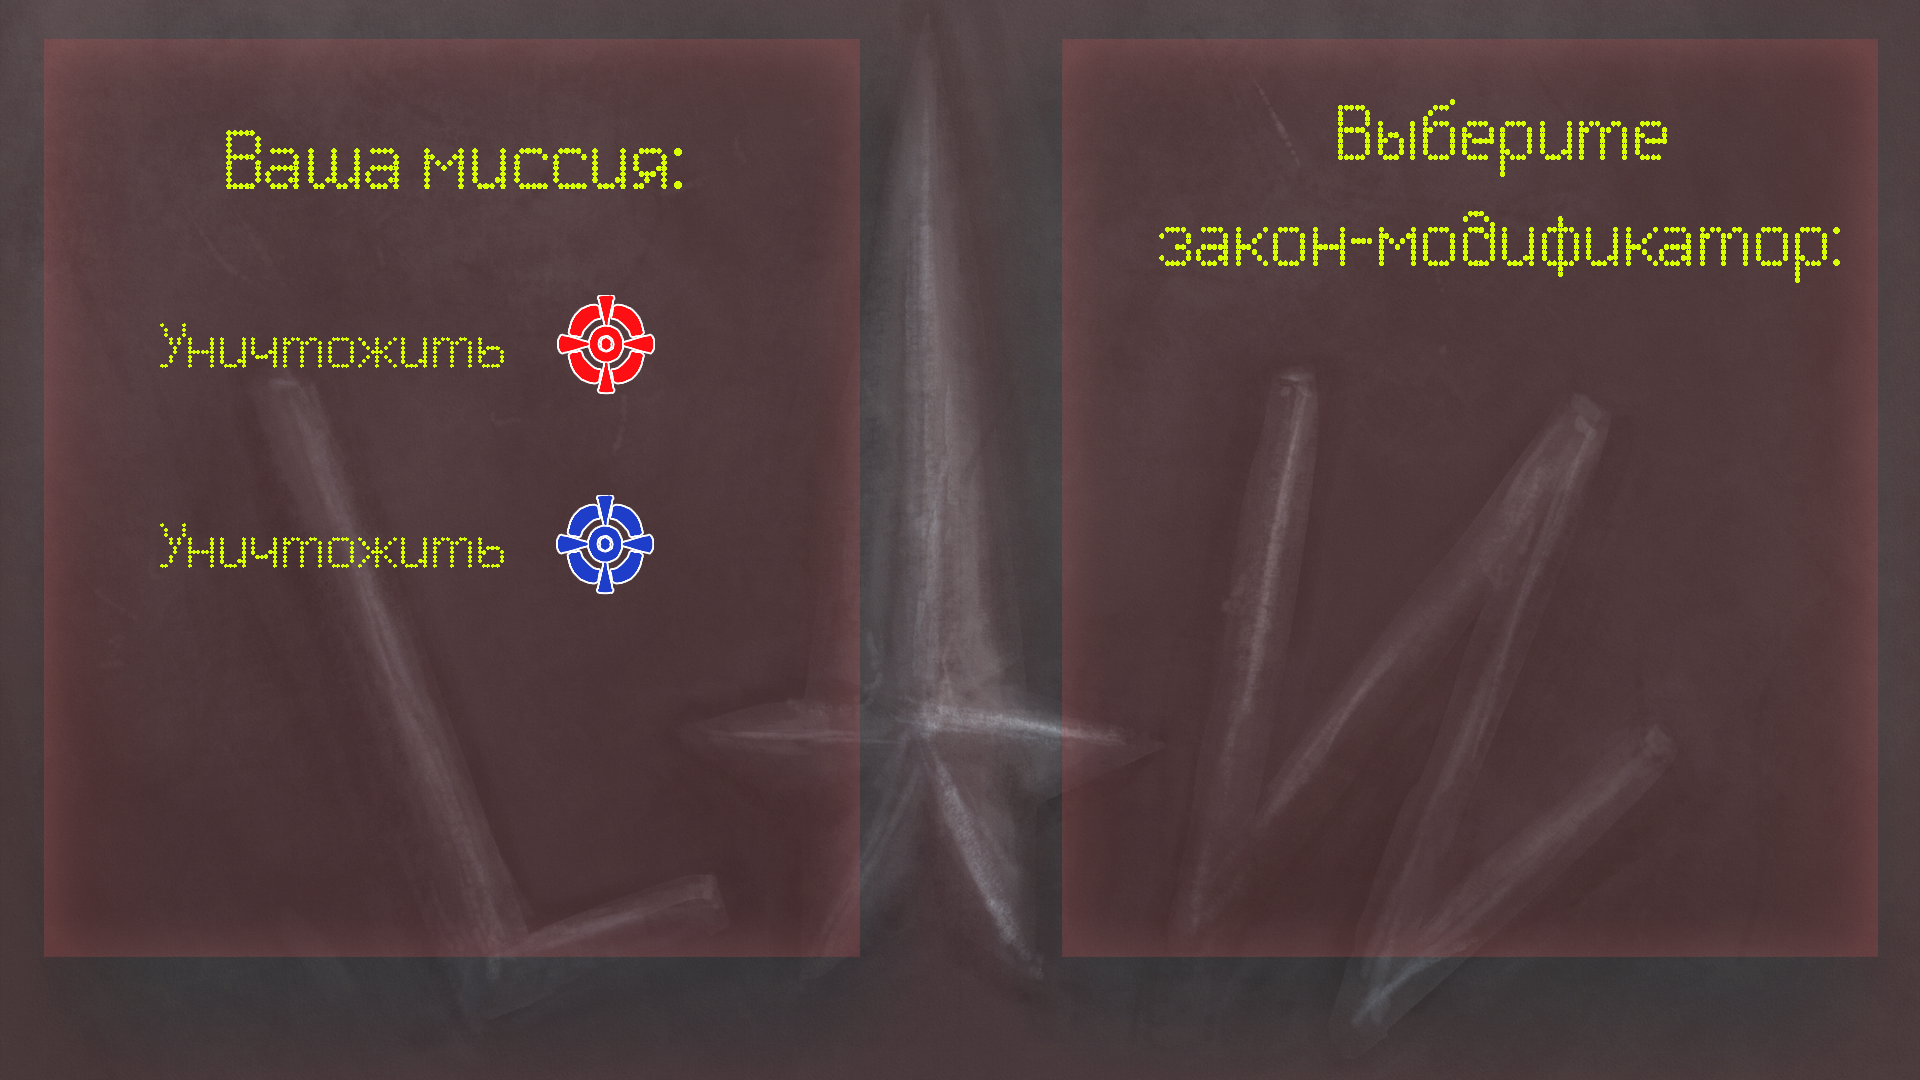 Ваша миссия:
Уничтожить
Уничтожить
Выберите
закон-модификатор: